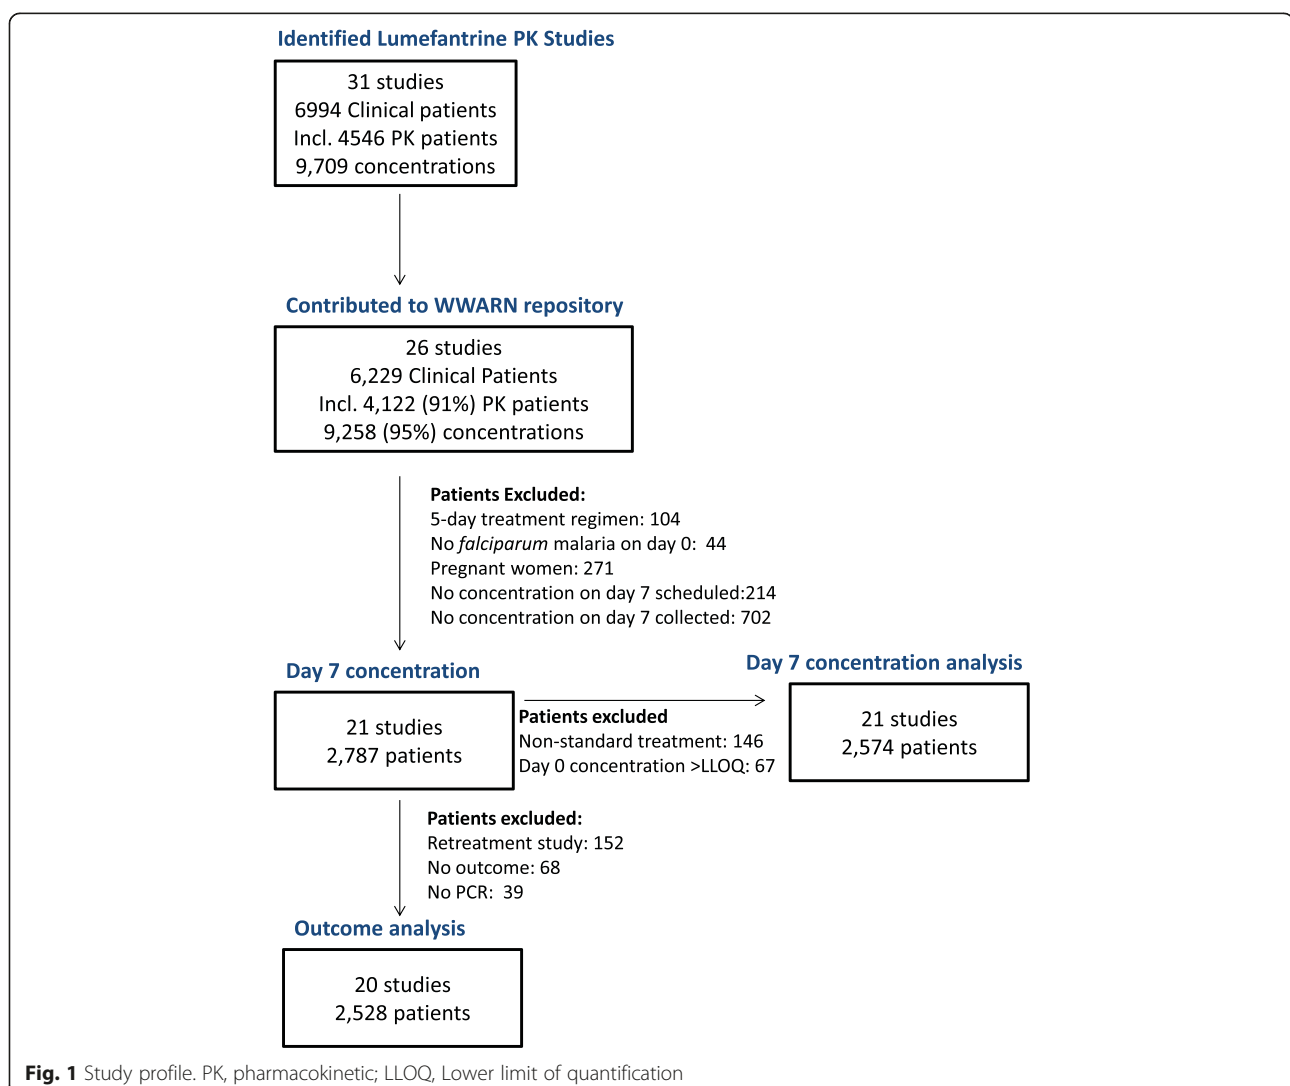 Identified Lumefantrine PK Studies
31 studies
6994 Clinical patients
Incl. 4546 PK patients
9,709 concentrations
Contributed to WWARN repository
26 studies
6,229 Clinical Patients
Incl. 4,122 (91%) PK patients
9,258 (95%) concentrations
Patients Excluded:
5-day treatment regimen: 104
No falciparum malaria on day 0:  44
Pregnant women: 271
No concentration on day 7 scheduled:214
No concentration on day 7 collected: 702
Day 7 concentration
21 studies
2,787 patients
Patients excluded
Non-standard treatment: 146
Day 0 concentration >LLOQ: 67
Day 7 concentration analysis
21 studies
2,574 patients
Patients excluded:
Retreatment study: 152
No outcome: 68
No PCR:  39
Outcome analysis
20 studies
2,528 patients
Fig. 1 Study profile. PK, pharmacokinetic; LLOQ, Lower limit of quantification